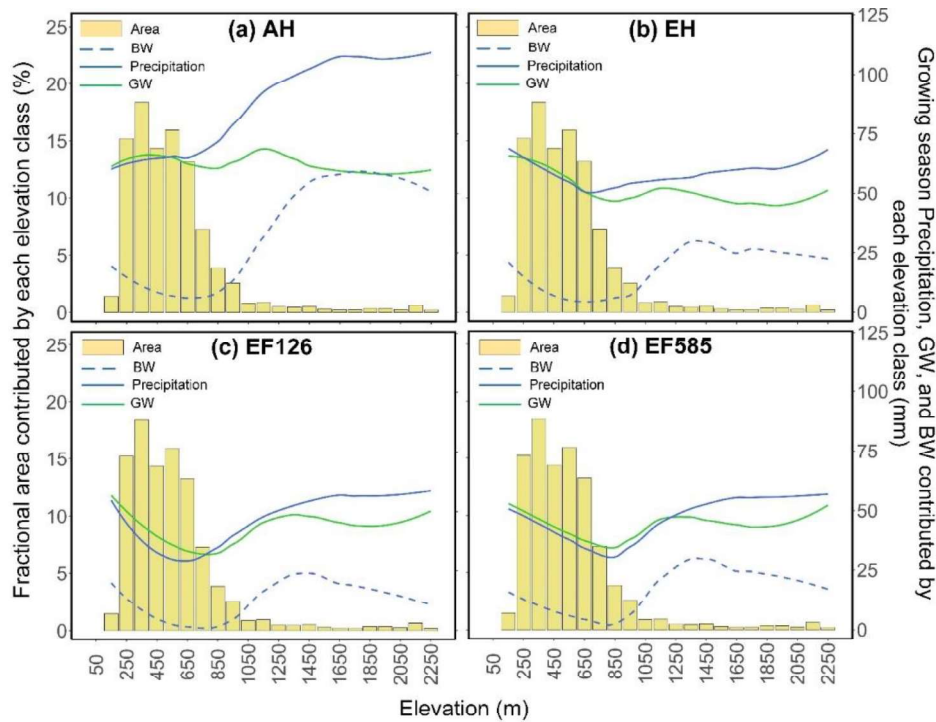 Fractional area contributed by each elevation class (%)
(a) AH
Area
BW
Precipitation
GW
25
20
15
10
5
0
(b) EH
Area
BW
Precipitation
GW
125
100
75
50
25
0
(c) EF126
Area
BW
Precipitation
GW
25
20
15
10
5
0
50
250
450
650
850
1050
1250
1450
1650
1850
2050
2250
(d) EF585
Area
BW
Precipitation
GW
125
100
75
50
25
0
50
250
450
650
850
1050
1250
1450
1650
1850
2050
2250
Growing season Precipitation, GW, and BW contributed by
each elevation class (mm)
Elevation (m)